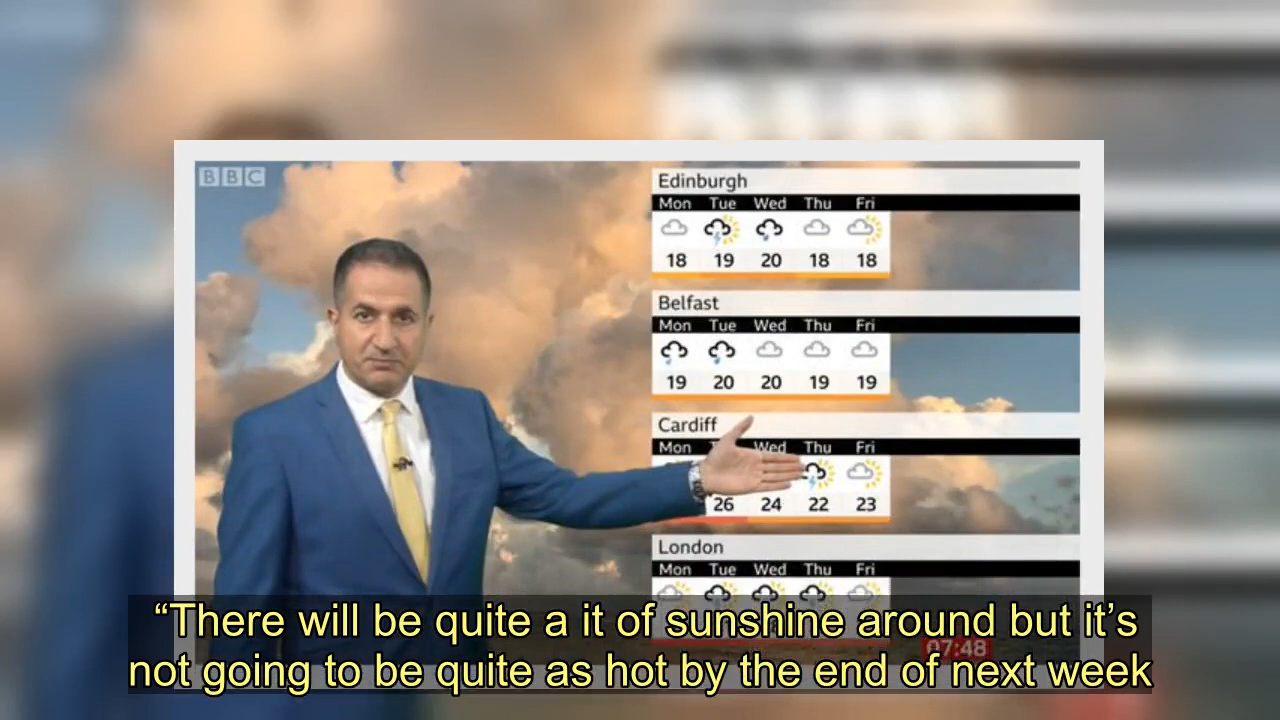 BBC
Edinburgh
Mon Tue Wed Thu Fri
18 19 20 18 18
Belfast
Mon Tue Wed Thu Fri
19 20 20 19 19
Cardiff
Mon Wed Thu Fri
26 24 22 23
London
Mon Tue Wed Thu Fri
07:48
“There will be quite a it of sunshine around but it’s
not going to be quite as hot by the end of next week